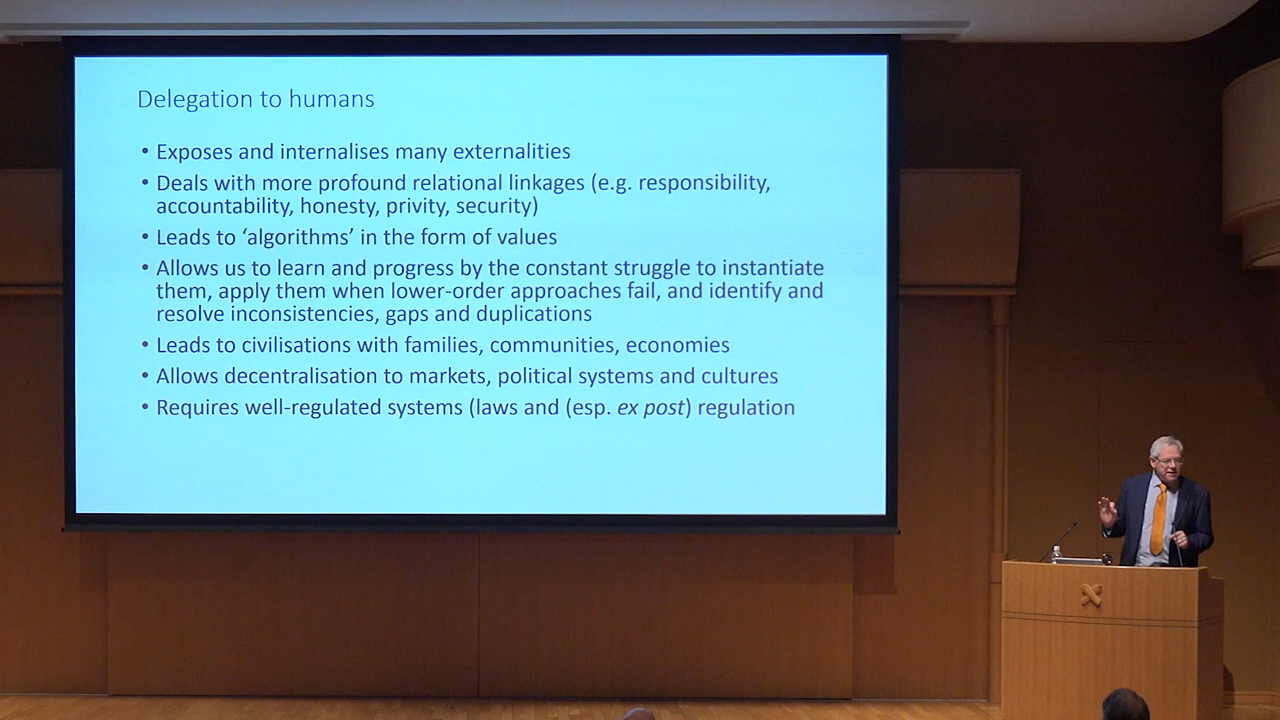 Delegation to humans
• Exposes and internalises many externalities
• Deals with more profound relational linkages (e.g. responsibility,
accountability, honesty, privity, security)
• Leads to ‘algorithms’ in the form of values
• Allows us to learn and progress by the constant struggle to instantiate
them, apply them when lower-order approaches fail, and identify and
resolve inconsistencies, gaps and duplications
• Leads to civilisations with families, communities, economies
• Allows decentralisation to markets, political systems and cultures
• Requires well-regulated systems (laws and (esp. ex post) regulation